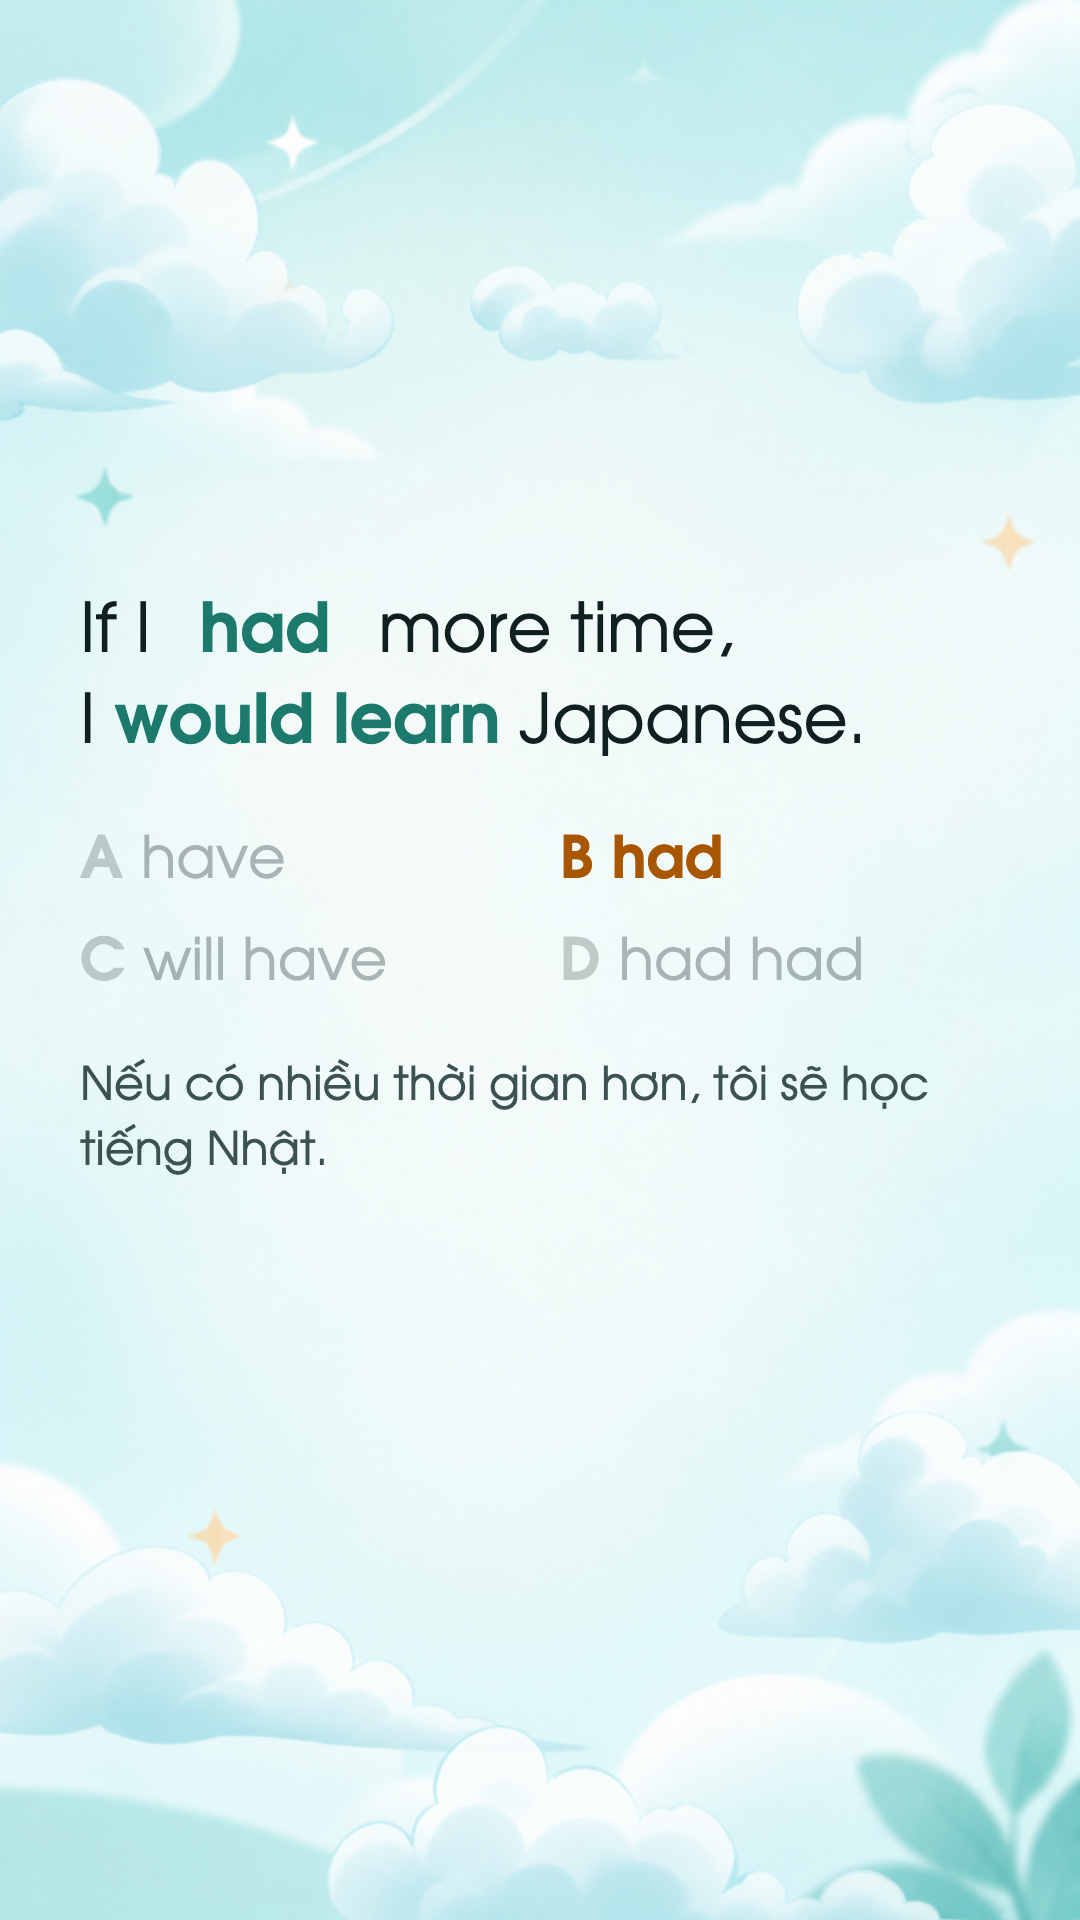 If I had more time,
I would learn Japanese.
A have
B had
C will have
D had had
Nếu có nhiều thời gian hơn, tôi sẽ học
tiếng Nhật.